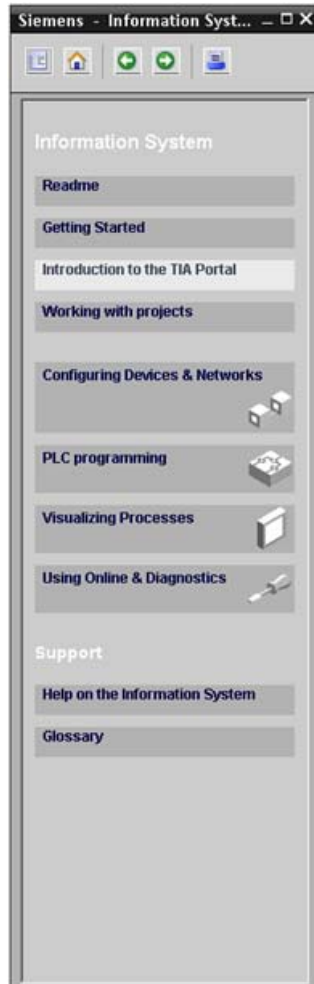 Siemens - Information Syst...
Information System
Readme
Getting Started
Introduction to the TIA Portal
Working with projects
Configuring Devices & Networks
PLC programming
Visualizing Processes
Using Online & Diagnostics
Support
Help on the Information System
Glossary